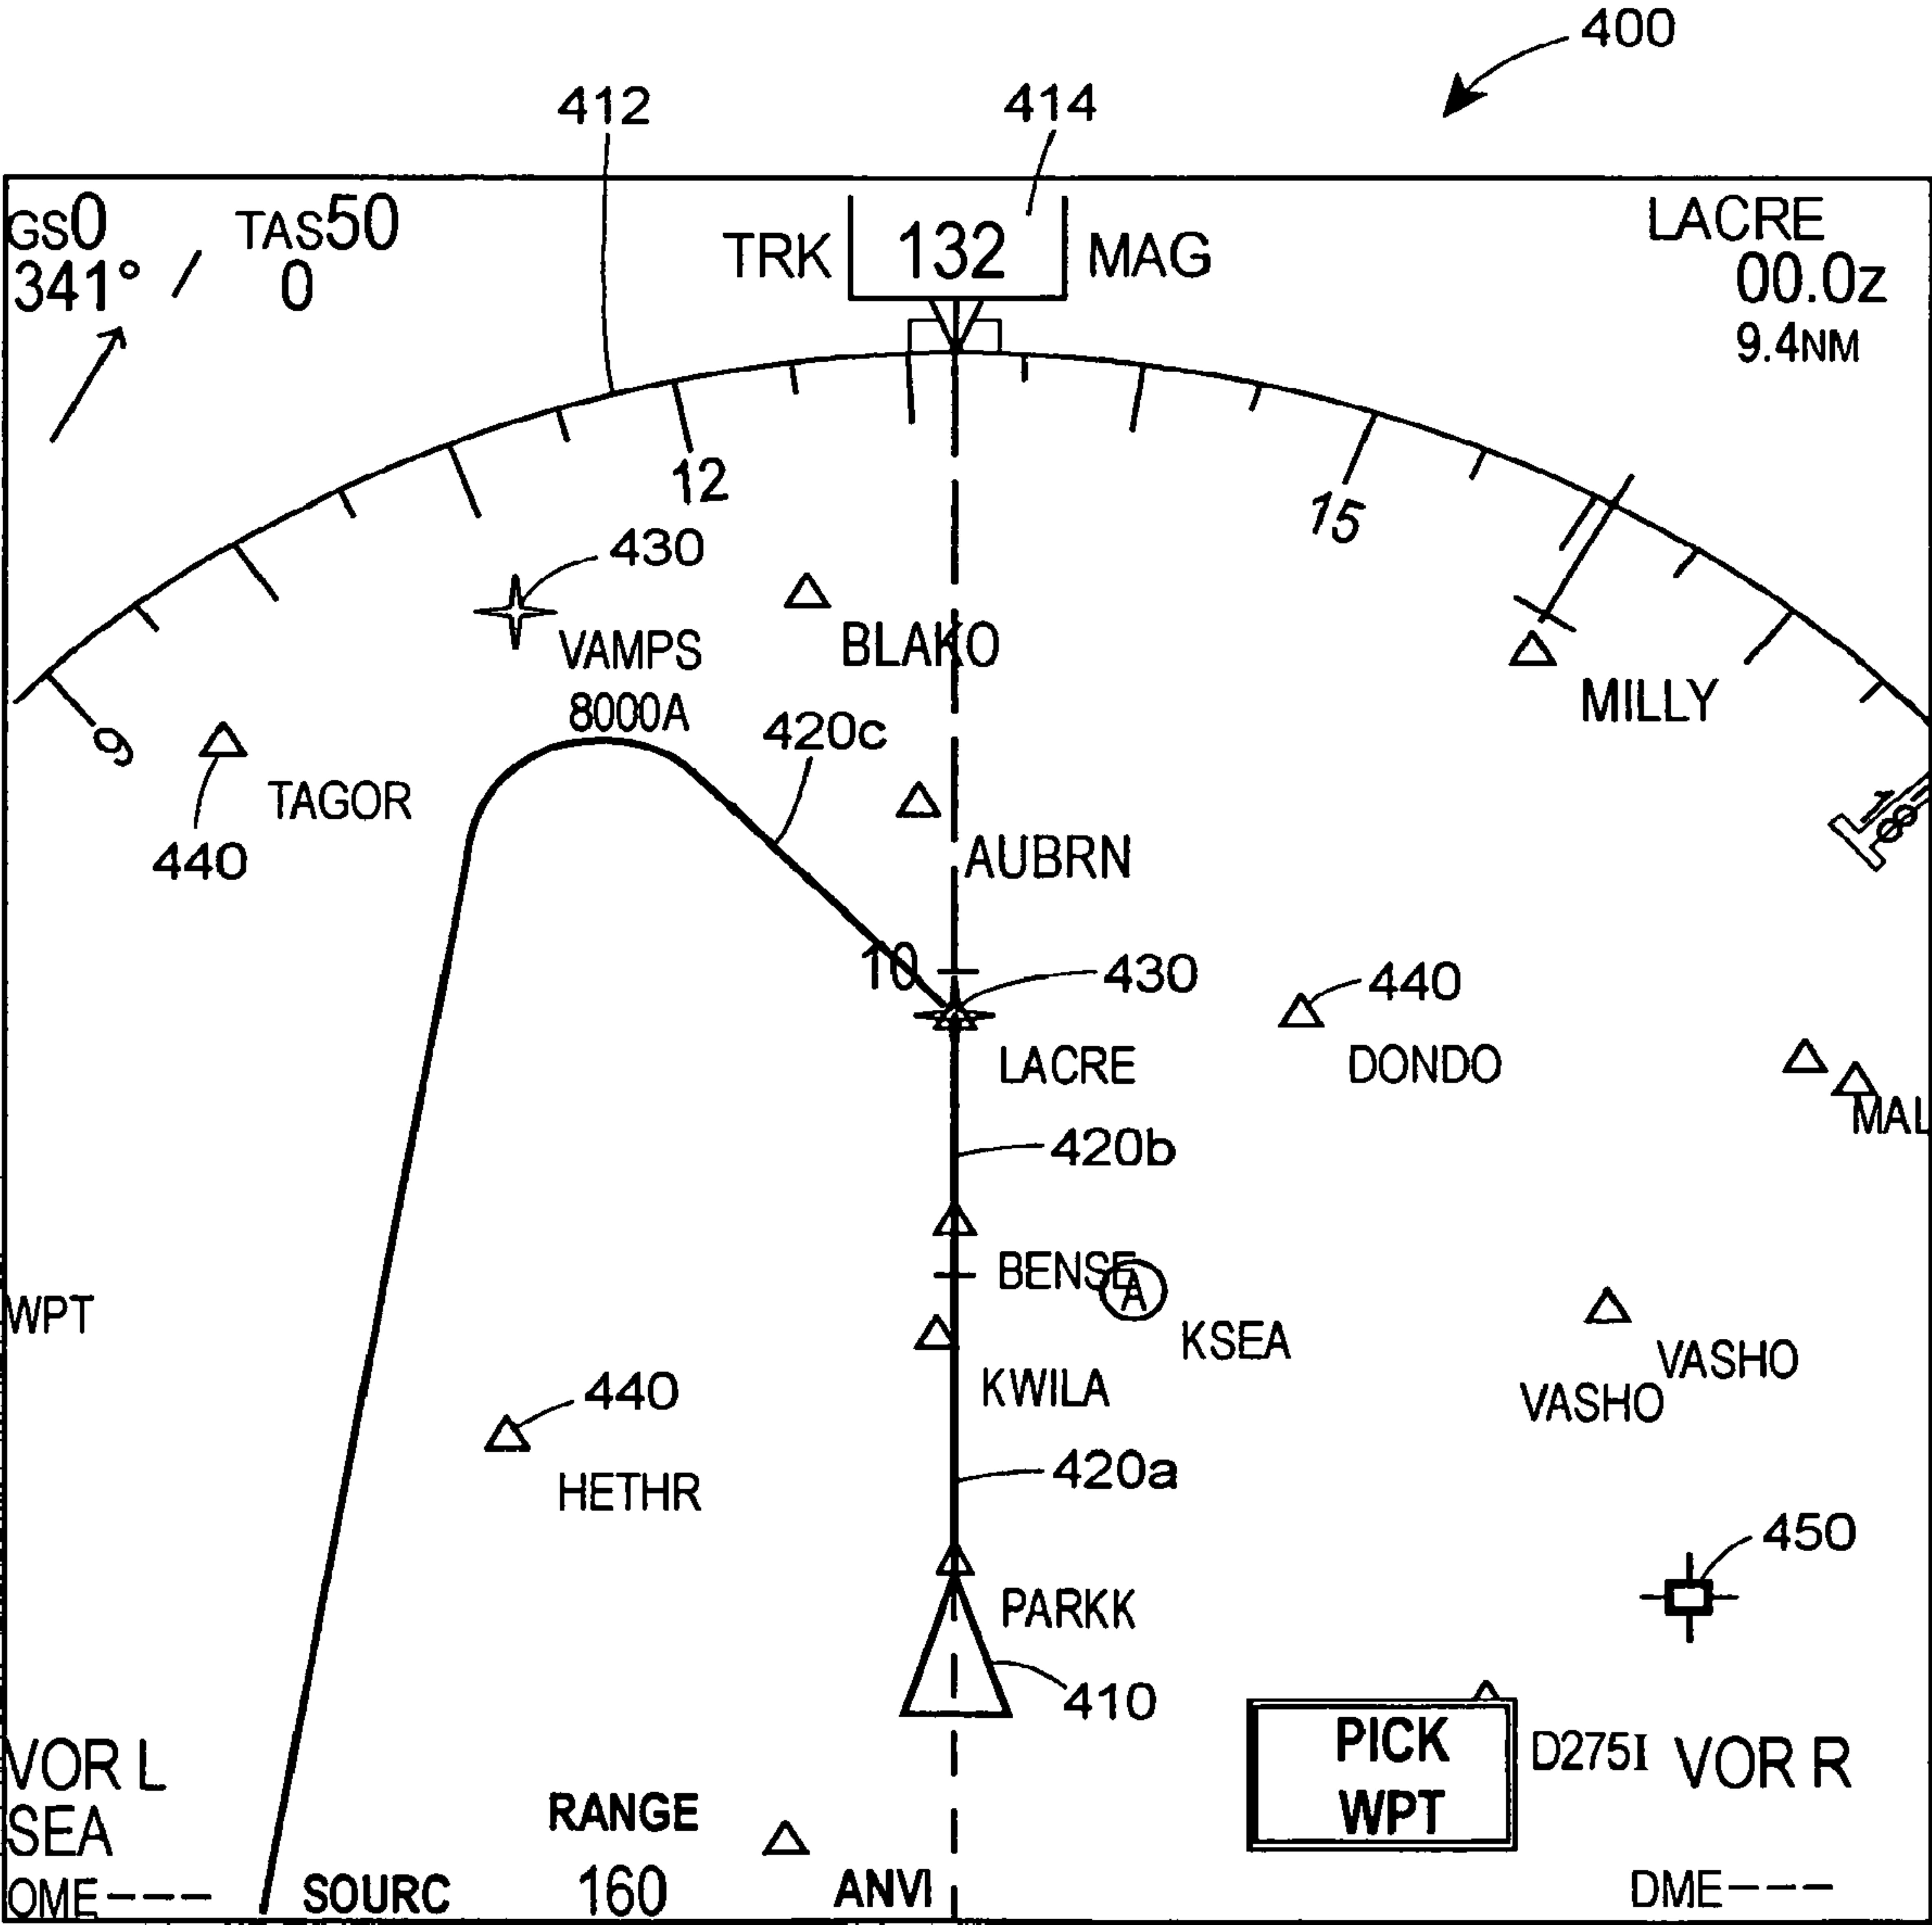 400
412
414
GS0
TAS50
TRK 132 MAG
LACRE
341° / 0
00.0z
9.4NM
12
15
430
VAMPS
8000A
BLAKO
MILLY
9
420c
TAGOR
440
18
AUBRN
10
430
440
LACRE
DONDO
MAL
420b
BENSE
A
WPT
KSEA
KWILA
VASHO
VASHO
440
HETHR
420a
450
PARKK
410
PICK
WPT
D275I
VOR R
VOR L
SEA
RANGE
160
OME----
SOURC
ANVI
DME---